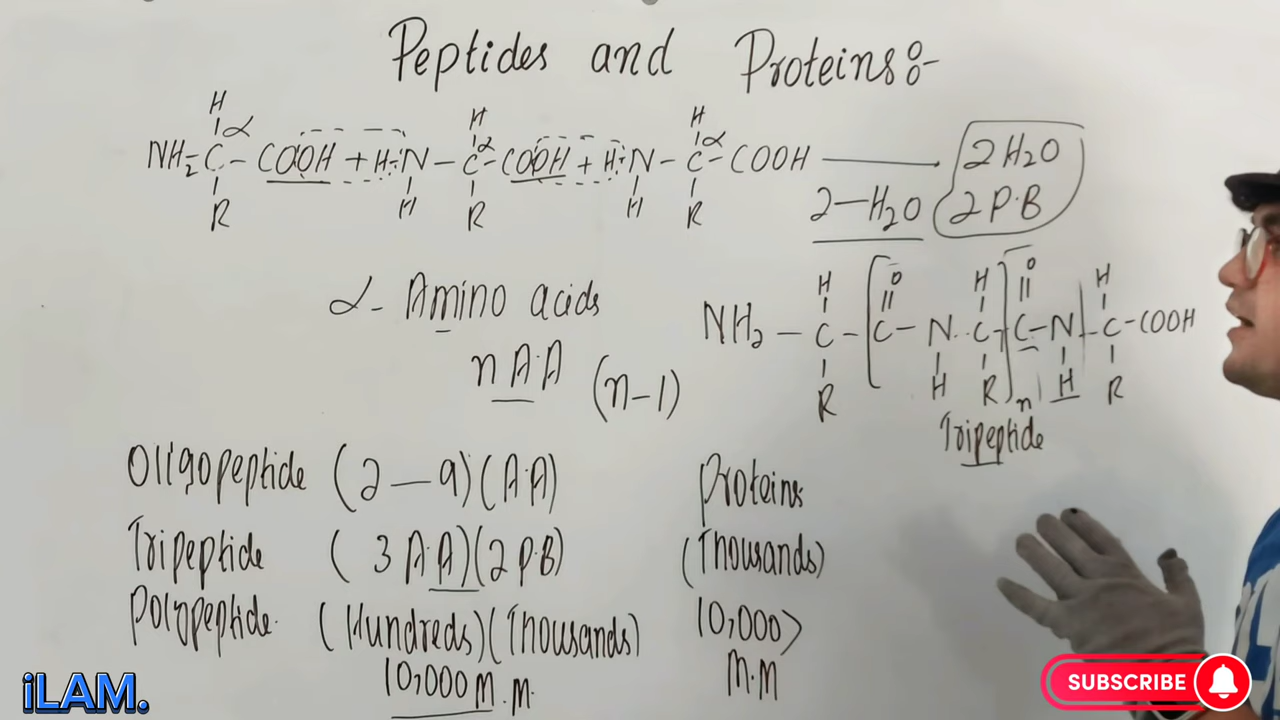 Peptides and Proteins:-
H H H
α α α
NH₂-C-COOH + H-N-C-COOH + H-N-C-COOH → 2H₂O
R H R H R
2-H₂O 2P.B
α- Amino acids
nAA (n-1)
H O H O H
NH₂-C-C-N-C-C-N-C-COOH
R H R n H R
Tripeptide
Oligopeptide (2-9)(A.A)
Tripeptide (3 A.A)(2P.B)
Polypeptide (Hundreds)(Thousands)
10,000 M.M.
Proteins
(Thousands)
10,000>
M.M
iLAM.
SUBSCRIBE